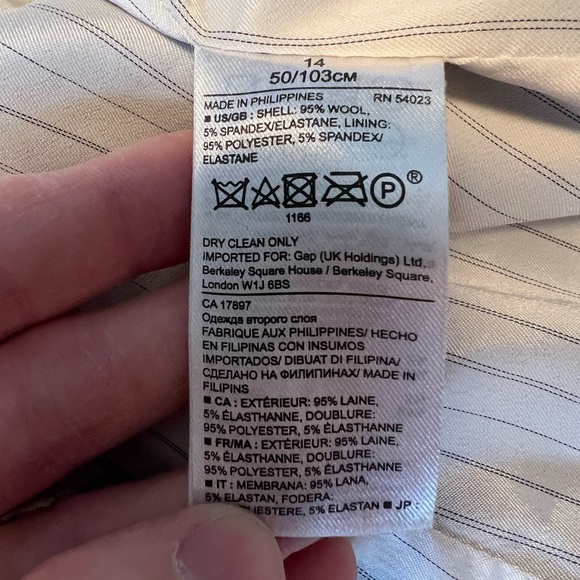 14
50/103CM
MADE IN PHILIPPINES RN 54023
■ US/GB : SHELL: 95% WOOL,
5% SPANDEX/ELASTANE, LINING:
95% POLYESTER, 5% SPANDEX/
ELASTANE
P ®
1166
DRY CLEAN ONLY
IMPORTED FOR: Gap (UK Holdings) Ltd.,
Berkeley Square House / Berkeley Square,
London W1J 6BS
CA 17897
Одежда второго слоя
FABRIQUE AUX PHILIPPINES/ HECHO
EN FILIPINAS CON INSUMOS
IMPORTADOS/ DIBUAT DI FILIPINA/
СДЕЛАНО НА ФИЛИПИНАХ/ MADE IN
FILIPINS
■ CA : EXTÉRIEUR: 95% LAINE,
5% ÉLASTHANNE, DOUBLURE:
95% POLYESTER, 5% ÉLASTHANNE
■ FR/MA : EXTÉRIEUR: 95% LAINE,
5% ÉLASTHANNE, DOUBLURE:
95% POLYESTER, 5% ÉLASTHANNE
■ IT : MEMBRANA: 95% LANA,
5% ELASTAN, FODERA:
5% ELASTAN ■ JP :